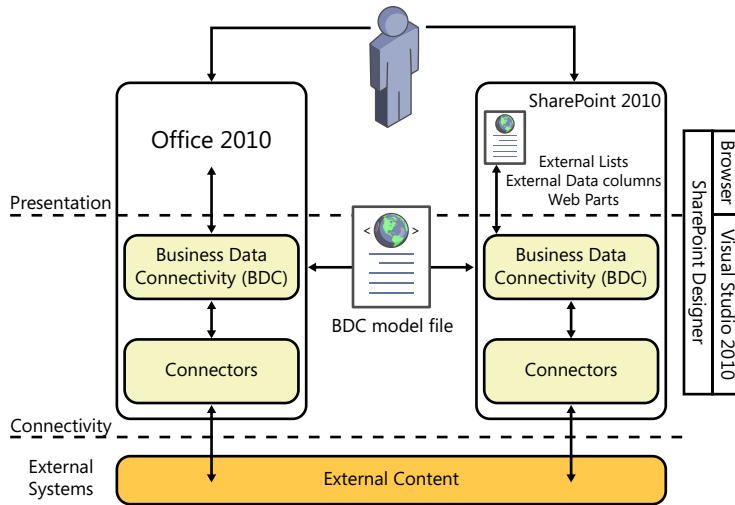 SharePoint 2010
Office 2010
External Lists
External Data columns
Web Parts
Presentation
Business Data
Connectivity (BDC)
< >
Business Data
Connectivity (BDC)
BDC model file
Connectors
Connectors
Connectivity
External
Systems
External Content
SharePoint Designer
Browser
Visual Studio 2010